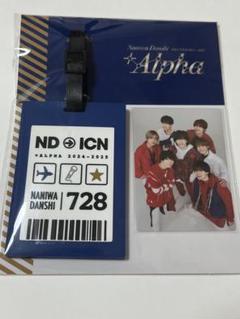 Naniwa Danshi
+Alpha
ND→ICN
+ALPHA 2024-2025
NANIWA
DANSHI
728